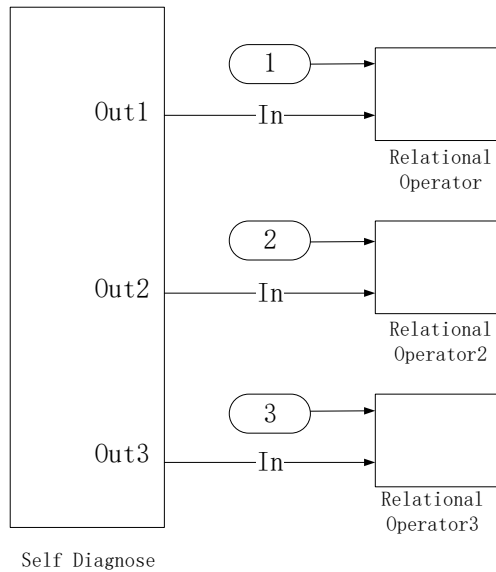 1
Out1
In
Relational
Operator
2
Out2
In
Relational
Operator2
3
Out3
In
Relational
Operator3
Self Diagnose